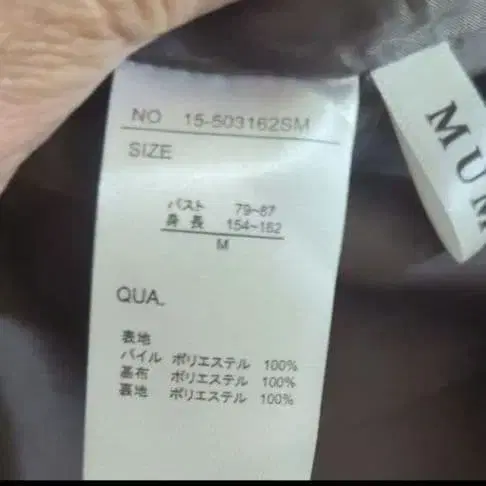 NO 15-503162SM
SIZE
バスト 79~87
身長 154~162
M
QUA.
表地
パイル ポリエステル 100%
基布 ポリエステル 100%
裏地 ポリエステル 100%
MUM